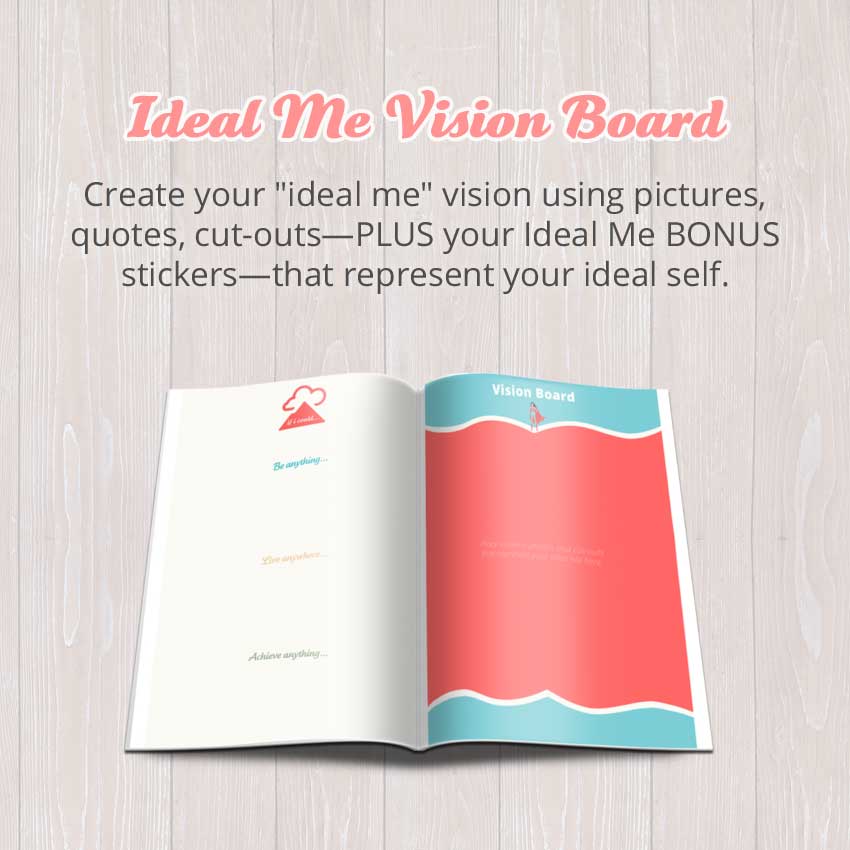 Ideal Me Vision Board
Create your "ideal me" vision using pictures,
quotes, cut-outs—PLUS your Ideal Me BONUS
stickers—that represent your ideal self.
if i could...
Be anything...
Live anywhere...
Achieve anything...
Vision Board